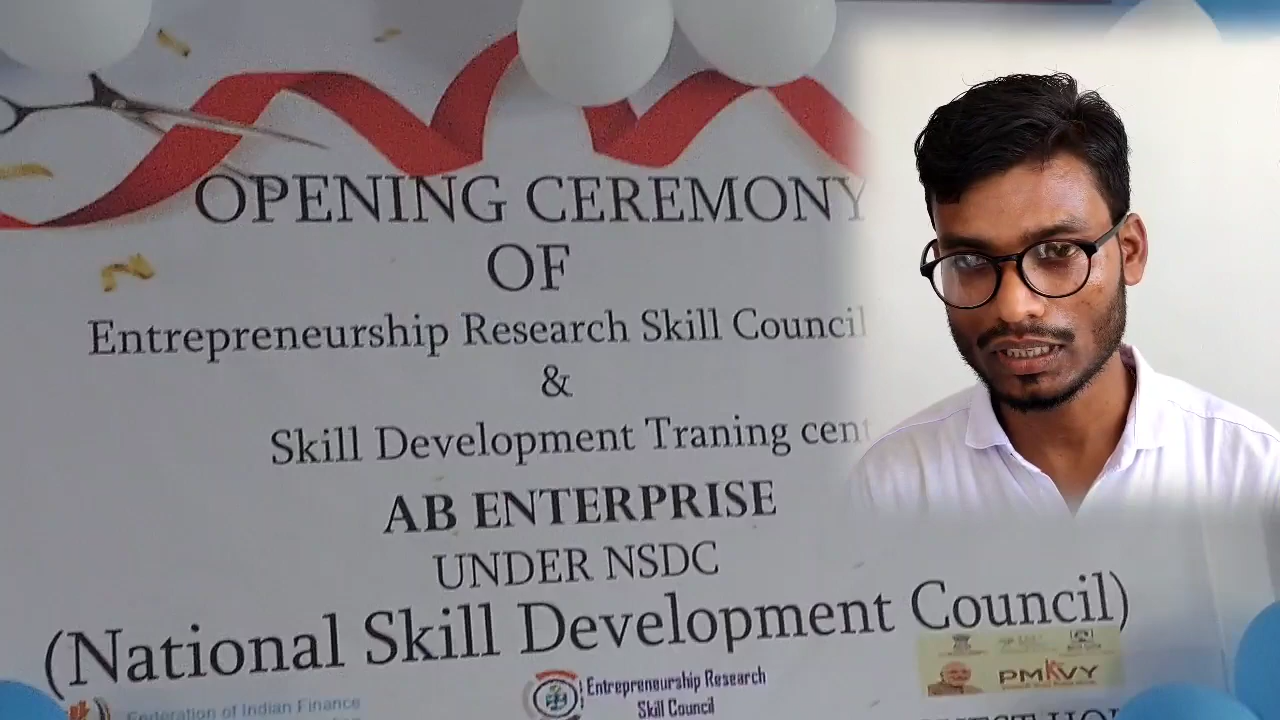 OPENING CEREMONY
OF
Entrepreneurship Research Skill Council
&
Skill Development Traning cent
AB ENTERPRISE
UNDER NSDC
(National Skill Development Council)
Federation of Indian Finance
Entrepreneurship Research
Skill Council
PMKVY